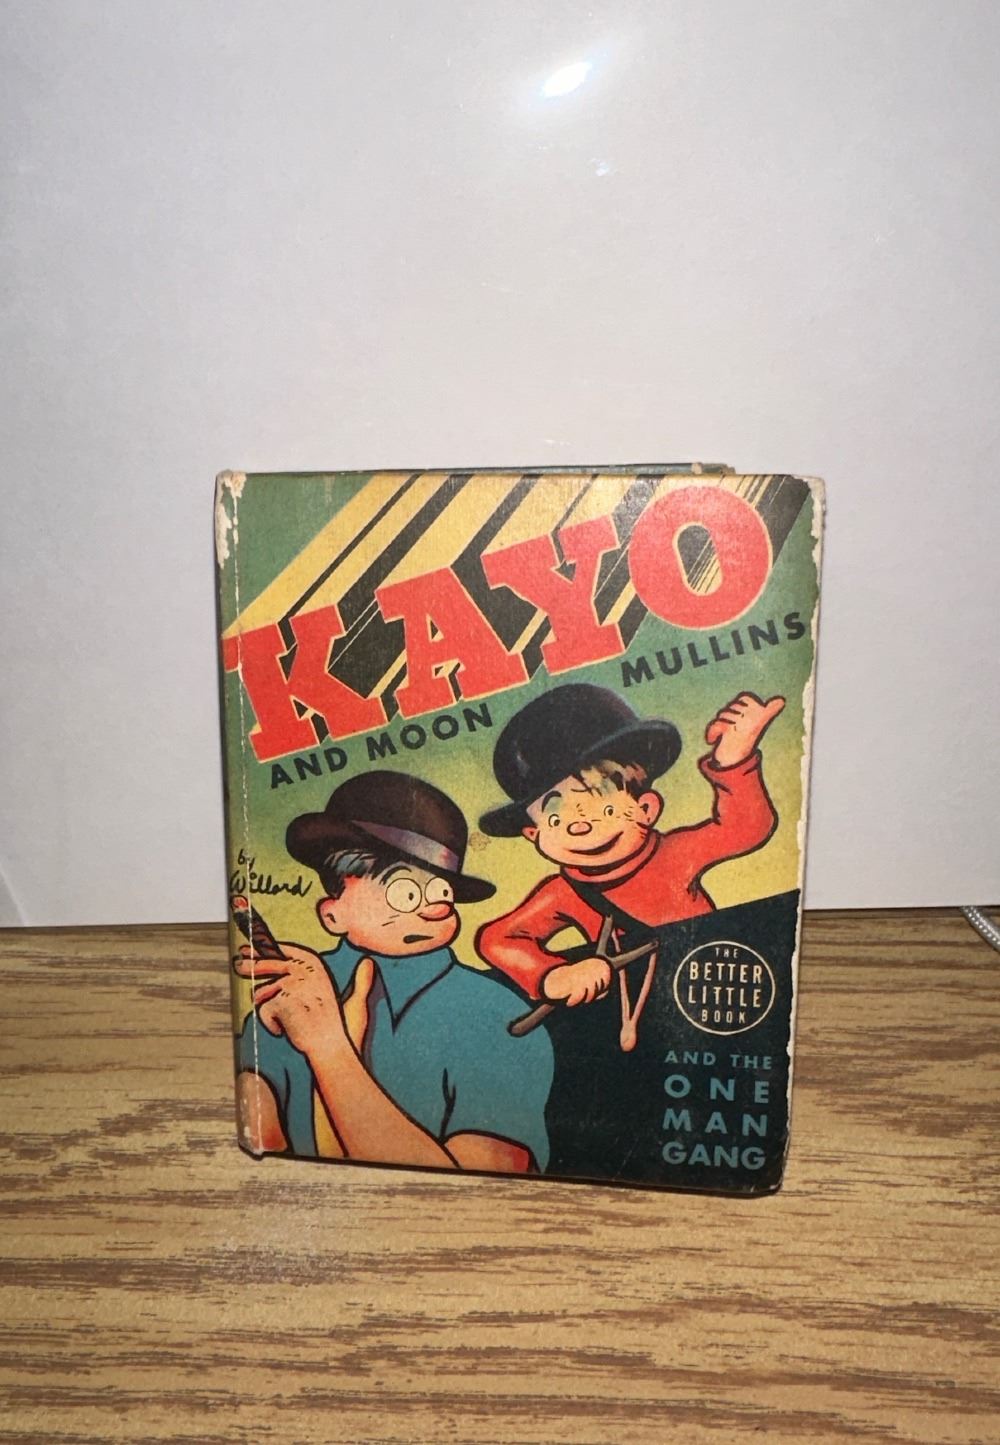 KAYO
AND MOON MULLINS
by
Willard
THE
BETTER
LITTLE
BOOK
AND THE
ONE
MAN
GANG